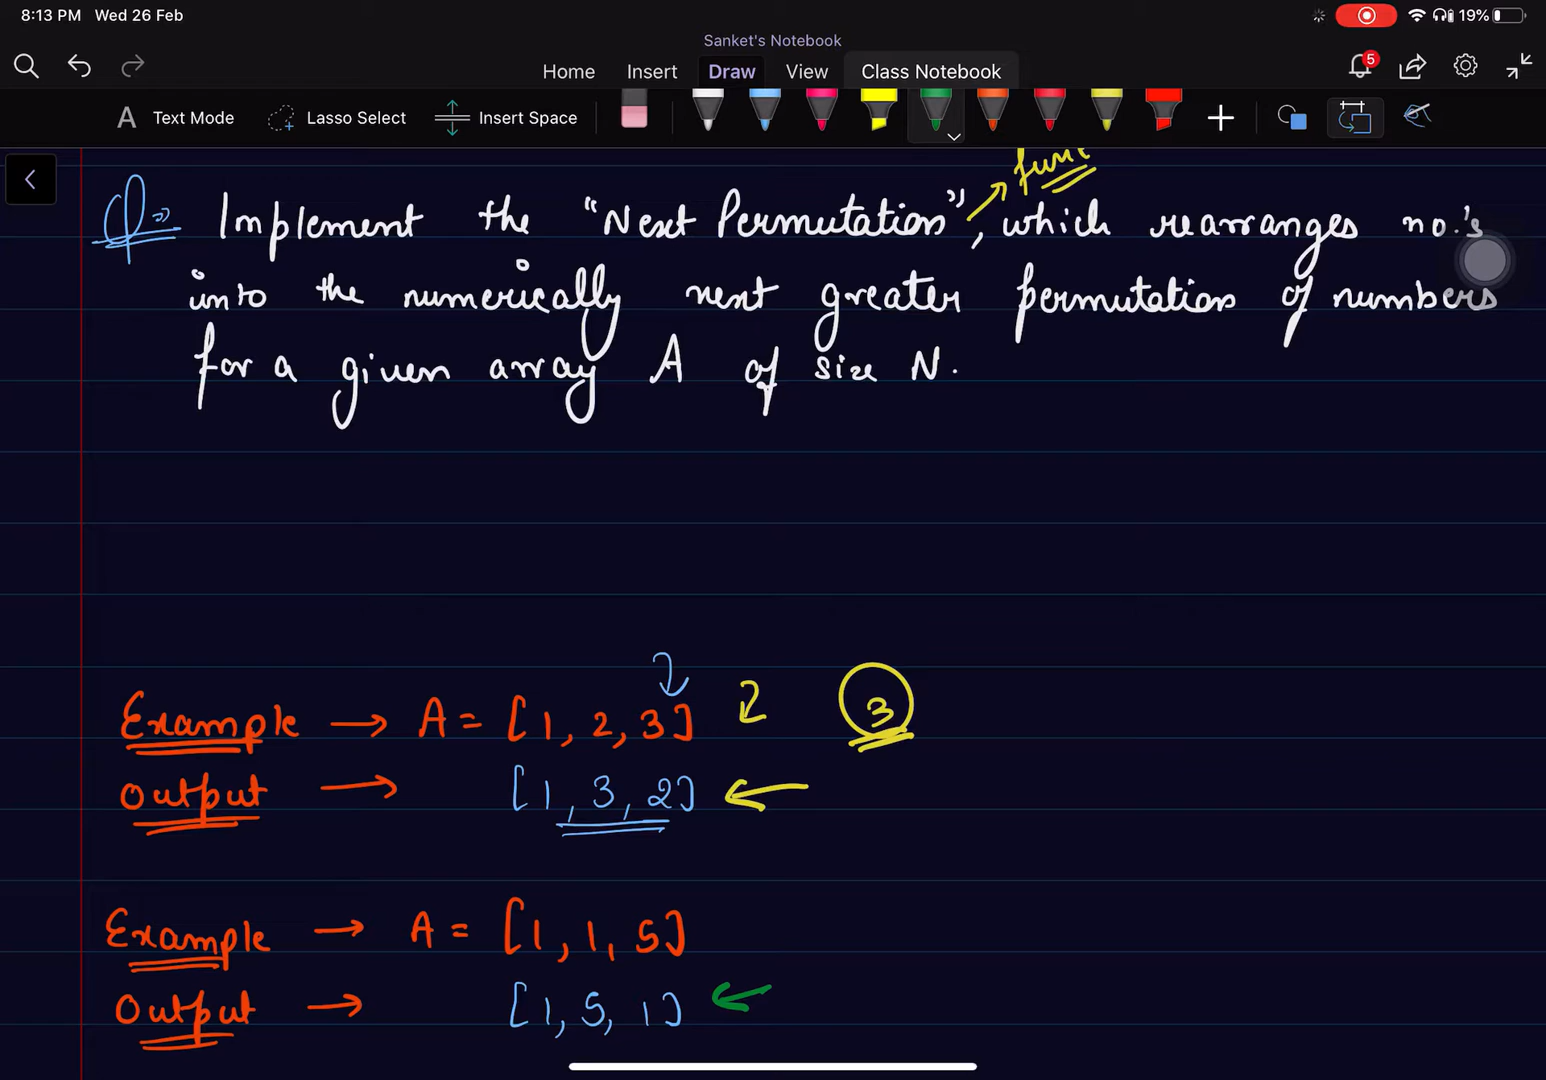 8:13 PM Wed 26 Feb 19%
Sanket's Notebook
Home Insert Draw View Class Notebook 5
Text Mode Lasso Select Insert Space
func
Q⇒ Implement the "Next Permutation", which rearranges no.'s
into the numerically next greater permutation of numbers
for a given array A of size N.
Example → A = [1, 2, 3] 3
Output → [1, 3, 2] ←
Example → A = [1, 1, 5]
Output → [1, 5, 1] ←